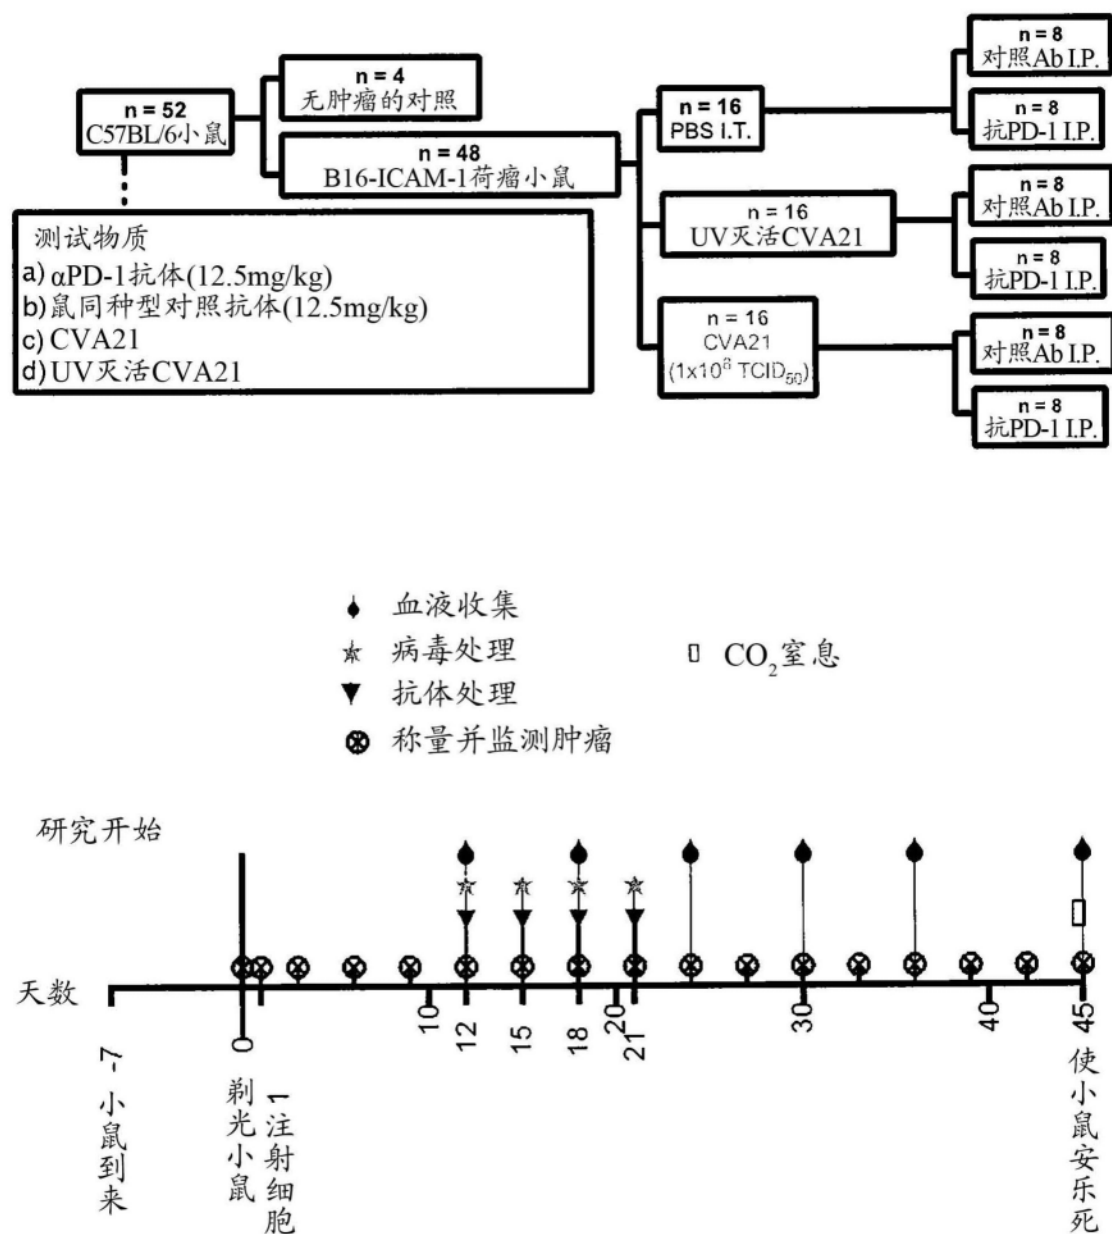 n = 52
C57BL/6小鼠
n = 4
无肿瘤的对照
n = 48
B16-ICAM-1荷瘤小鼠
n = 16
PBS I.T.
n = 16
UV灭活CVA21
n = 16
CVA21
(1x10⁶ TCID₅₀)
n = 8
对照Ab I.P.
n = 8
抗PD-1 I.P.
n = 8
对照Ab I.P.
n = 8
抗PD-1 I.P.
n = 8
对照Ab I.P.
n = 8
抗PD-1 I.P.
测试物质
a) αPD-1抗体(12.5mg/kg)
b)鼠同种型对照抗体(12.5mg/kg)
c) CVA21
d)UV灭活CVA21
血液收集
病毒处理
抗体处理
称量并监测肿瘤
CO₂窒息
研究开始
天数
-7 小鼠到来
0 剃光小鼠
1 注射细胞
10
12
15
18
20
21
30
40
45 使小鼠安乐死